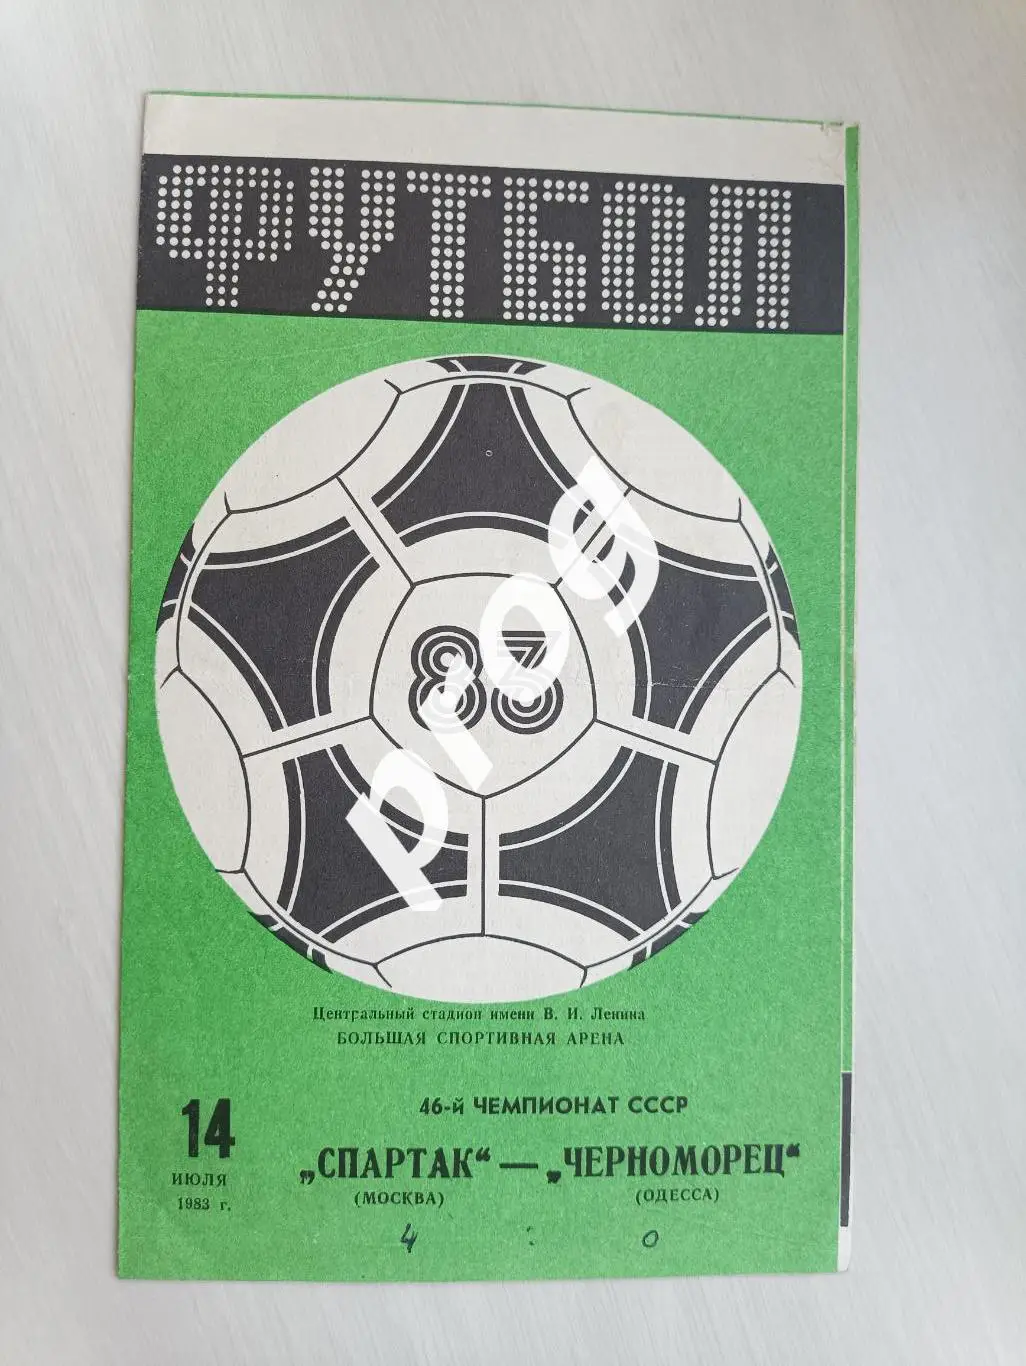 ФУТБОЛ
83
pros
Центральный стадион имени В. И. Ленина
БОЛЬШАЯ СПОРТИВНАЯ АРЕНА
14
ИЮЛЯ
1983 г.
46-й ЧЕМПИОНАТ СССР
„СПАРТАК“ — „ЧЕРНОМОРЕЦ“
(МОСКВА) (ОДЕССА)
4 : 0